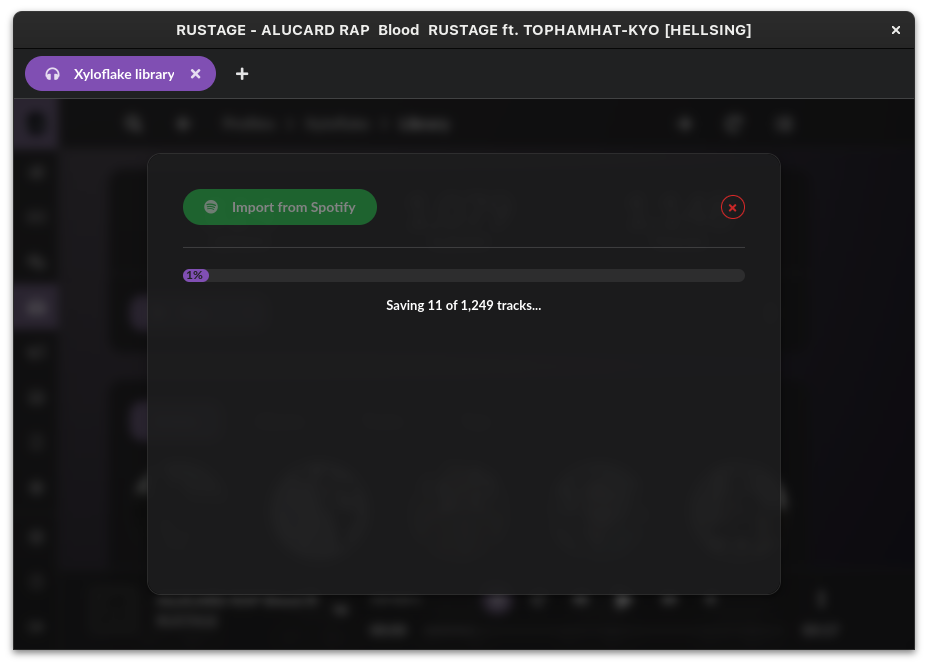 RUSTAGE - ALUCARD RAP  Blood  RUSTAGE ft. TOPHAMHAT-KYO [HELLSING]
Xyloflake library
Import from Spotify
1%
Saving 11 of 1,249 tracks...